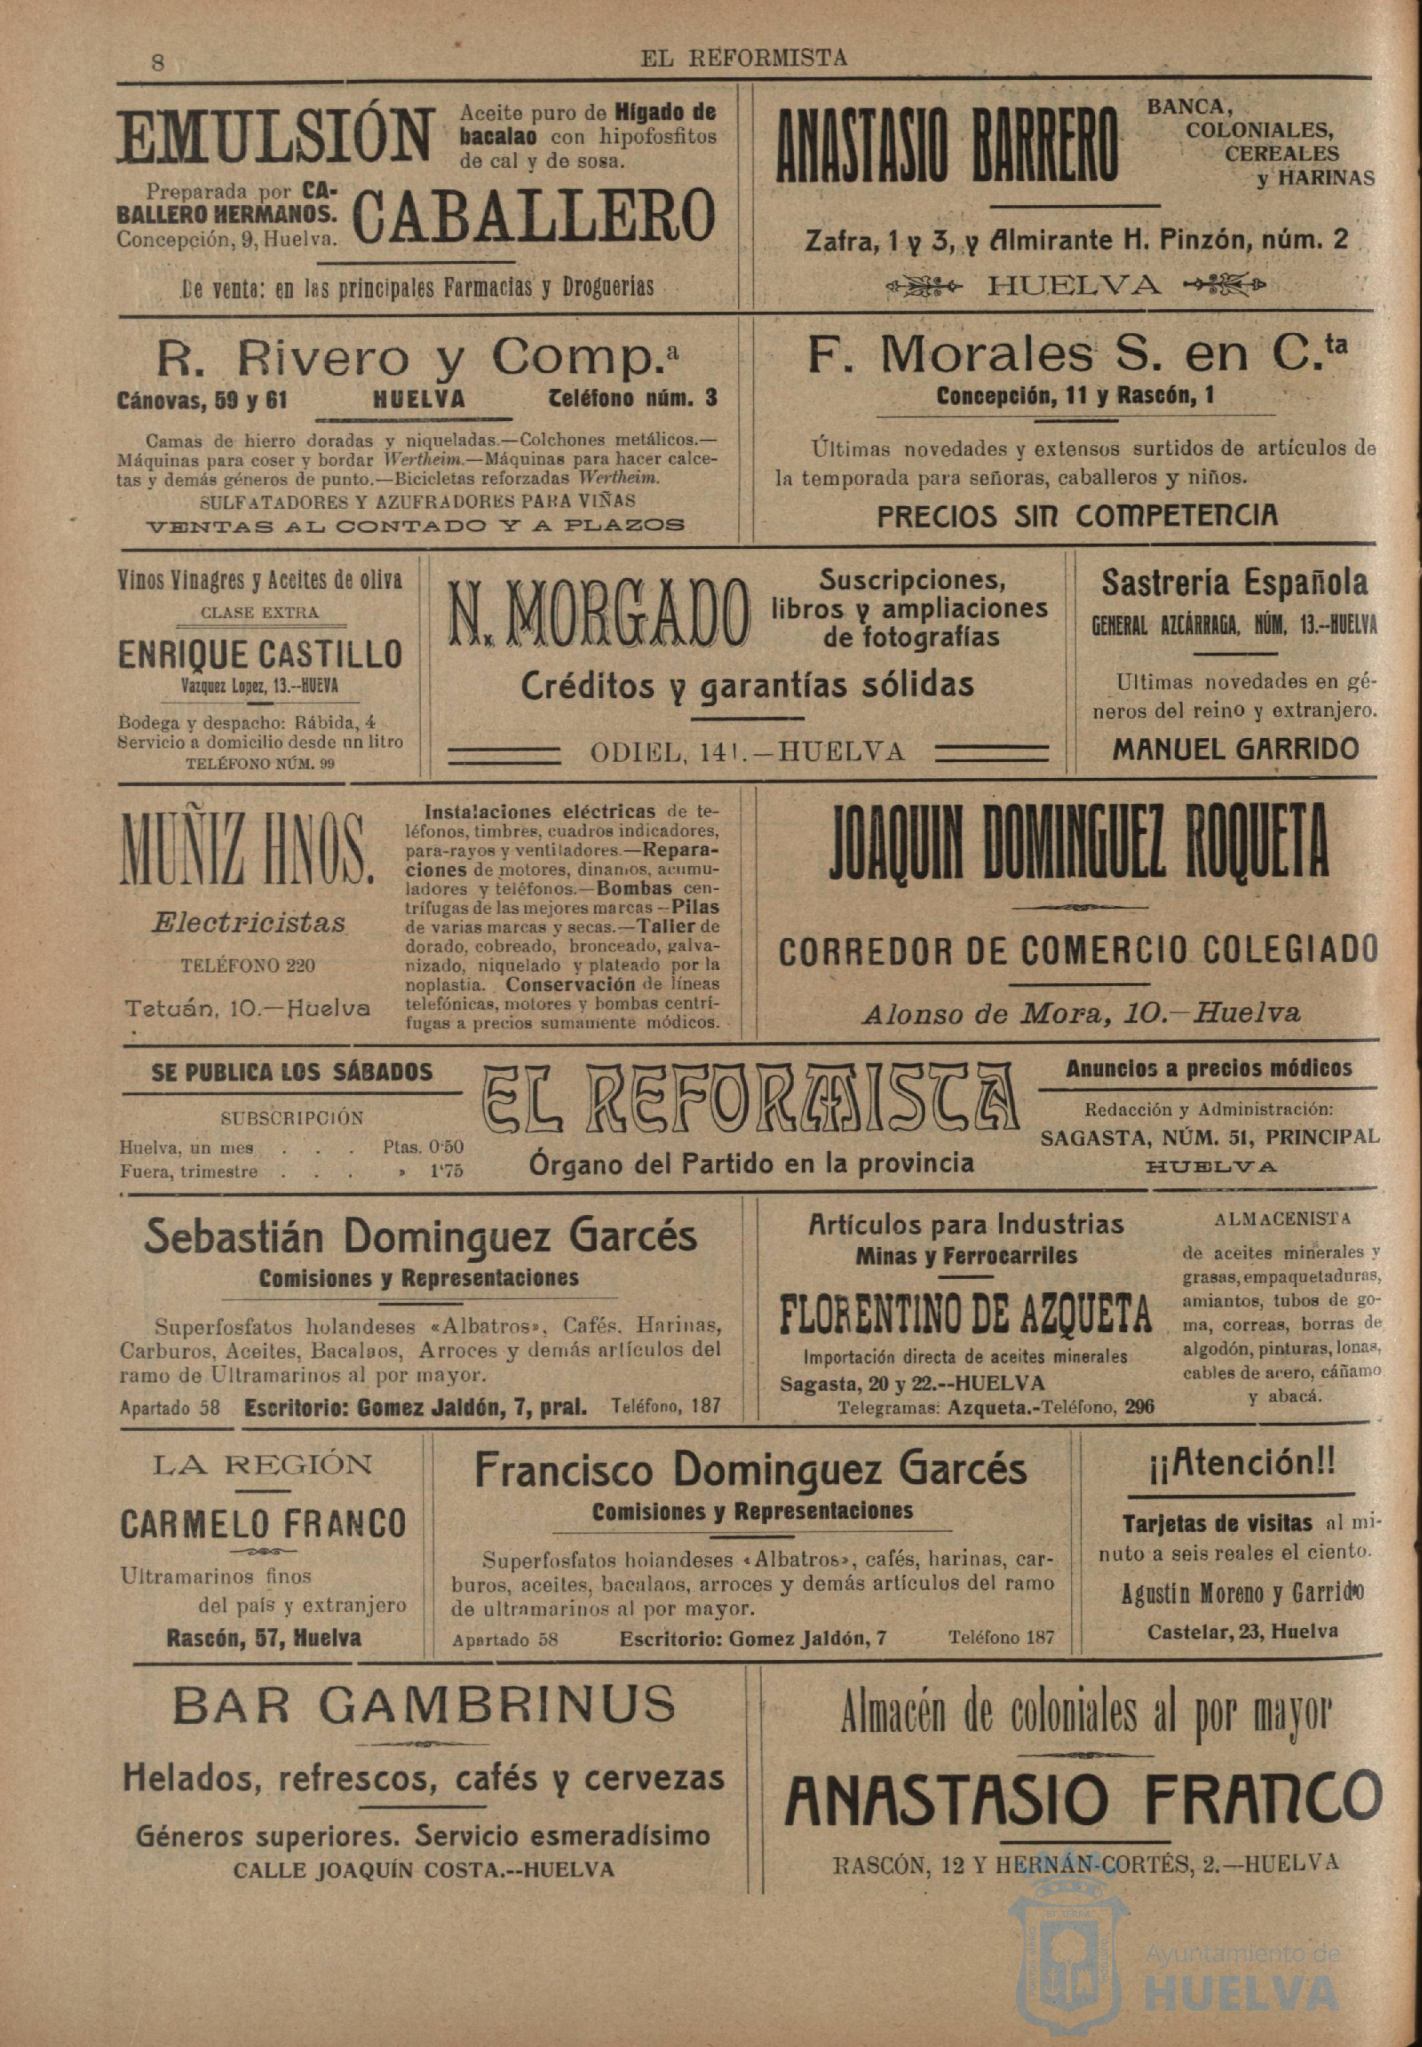 8
EL REFORMISTA
EMULSIÓN
Aceite puro de Hígado de
bacalao con hipofosfitos
de cal y de sosa.
Preparada por CA-
BALLERO HERMANOS.
Concepción, 9, Huelva.
CABALLERO
De venta: en las principales Farmacias y Droguerías
ANASTASIO BARRERO
BANCA,
COLONIALES,
CEREALES
y HARINAS
Zafra, 1 y 3, y Almirante H. Pinzón, núm. 2
HUELVA
R. Rivero y Comp.ª
Cánovas, 59 y 61 HUELVA Teléfono núm. 3
Camas de hierro doradas y niqueladas.—Colchones metálicos.—
Máquinas para coser y bordar Wertheim.—Máquinas para hacer calce-
tas y demás géneros de punto.—Bicicletas reforzadas Wertheim.
SULFATADORES Y AZUFRADORES PARA VIÑAS
VENTAS AL CONTADO Y A PLAZOS
F. Morales S. en C.ta
Concepción, 11 y Rascón, 1
Últimas novedades y extensos surtidos de artículos de
la temporada para señoras, caballeros y niños.
PRECIOS SIN COMPETENCIA
Vinos Vinagres y Aceites de oliva
CLASE EXTRA
ENRIQUE CASTILLO
Vazquez Lopez, 13.--HUEVA
Bodega y despacho: Rábida, 4
Servicio a domicilio desde un litro
TELÉFONO NÚM. 99
N. MORGADO
Suscripciones,
libros y ampliaciones
de fotografías
Créditos y garantías sólidas
ODIEL, 141.—HUELVA
Sastrería Española
GENERAL AZCÁRRAGA, NÚM, 13.--HUELVA
Ultimas novedades en gé-
neros del reino y extranjero.
MANUEL GARRIDO
MUÑIZ HNOS.
Electricistas
TELÉFONO 220
Tetuán, 10.—Huelva
Instalaciones eléctricas de te-
léfonos, timbres, cuadros indicadores,
para-rayos y ventiladores.—Repara-
ciones de motores, dinamos, acumu-
ladores y teléfonos.—Bombas cen-
trífugas de las mejores marcas—Pilas
de varias marcas y secas.—Taller de
dorado, cobreado, bronceado, galva-
nizado, niquelado y plateado por la
noplastia. Conservación de líneas
telefónicas, motores y bombas centrí-
fugas a precios sumamente módicos.
JOAQUIN DOMINGUEZ ROQUETA
CORREDOR DE COMERCIO COLEGIADO
Alonso de Mora, 10.—Huelva
SE PUBLICA LOS SÁBADOS
SUBSCRIPCIÓN
Huelva, un mes . . . Ptas. 0'50
Fuera, trimestre . . . » 1'75
EL REFORMISTA
Órgano del Partido en la provincia
Anuncios a precios módicos
Redacción y Administración:
SAGASTA, NÚM. 51, PRINCIPAL
HUELVA
Sebastián Dominguez Garcés
Comisiones y Representaciones
Superfosfatos holandeses «Albatros», Cafés. Harinas,
Carburos, Aceites, Bacalaos, Arroces y demás artículos del
ramo de Ultramarinos al por mayor.
Apartado 58 Escritorio: Gomez Jaldón, 7, pral. Teléfono, 187
Artículos para Industrias
Minas y Ferrocarriles
FLORENTINO DE AZQUETA
Importación directa de aceites minerales
Sagasta, 20 y 22.--HUELVA
Telegramas: Azqueta.-Teléfono, 296
ALMACENISTA
de aceites minerales y
grasas, empaquetaduras,
amiantos, tubos de go-
ma, correas, borras de
algodón, pinturas, lonas,
cables de acero, cáñamo
y abacá.
LA REGIÓN
CARMELO FRANCO
Ultramarinos finos
del país y extranjero
Rascón, 57, Huelva
Francisco Dominguez Garcés
Comisiones y Representaciones
Superfosfatos hoiandeses «Albatros», cafés, harinas, car-
buros, aceites, bacalaos, arroces y demás artículos del ramo
de ultramarinos al por mayor.
Apartado 58 Escritorio: Gomez Jaldón, 7 Teléfono 187
¡¡Atención!!
Tarjetas de visitas al mi-
nuto a seis reales el ciento.
Agustín Moreno y Garrido
Castelar, 23, Huelva
BAR GAMBRINUS
Helados, refrescos, cafés y cervezas
Géneros superiores. Servicio esmeradísimo
CALLE JOAQUÍN COSTA.--HUELVA
Almacén de coloniales al por mayor
ANASTASIO FRANCO
RASCÓN, 12 Y HERNÁN-CORTÉS, 2.—HUELVA
Ayuntamiento de
HUELVA